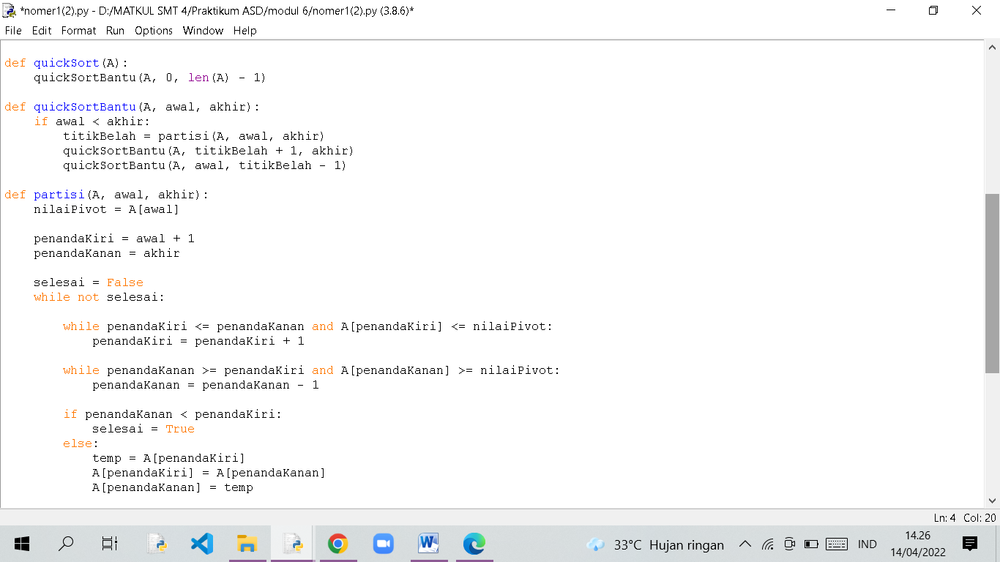 *nomer1(2).py - D:/MATKUL SMT 4/Praktikum ASD/modul 6/nomer1(2).py (3.8.6)*
File Edit Format Run Options Window Help
def quickSort(A):
    quickSortBantu(A, 0, len(A) - 1)

def quickSortBantu(A, awal, akhir):
    if awal < akhir:
        titikBelah = partisi(A, awal, akhir)
        quickSortBantu(A, titikBelah + 1, akhir)
        quickSortBantu(A, awal, titikBelah - 1)

def partisi(A, awal, akhir):
    nilaiPivot = A[awal]

    penandaKiri = awal + 1
    penandaKanan = akhir

    selesai = False
    while not selesai:

        while penandaKiri <= penandaKanan and A[penandaKiri] <= nilaiPivot:
            penandaKiri = penandaKiri + 1

        while penandaKanan >= penandaKiri and A[penandaKanan] >= nilaiPivot:
            penandaKanan = penandaKanan - 1

        if penandaKanan < penandaKiri:
            selesai = True
        else:
            temp = A[penandaKiri]
            A[penandaKiri] = A[penandaKanan]
            A[penandaKanan] = temp
Ln: 4 Col: 20
33°C Hujan ringan
IND
14.26
14/04/2022